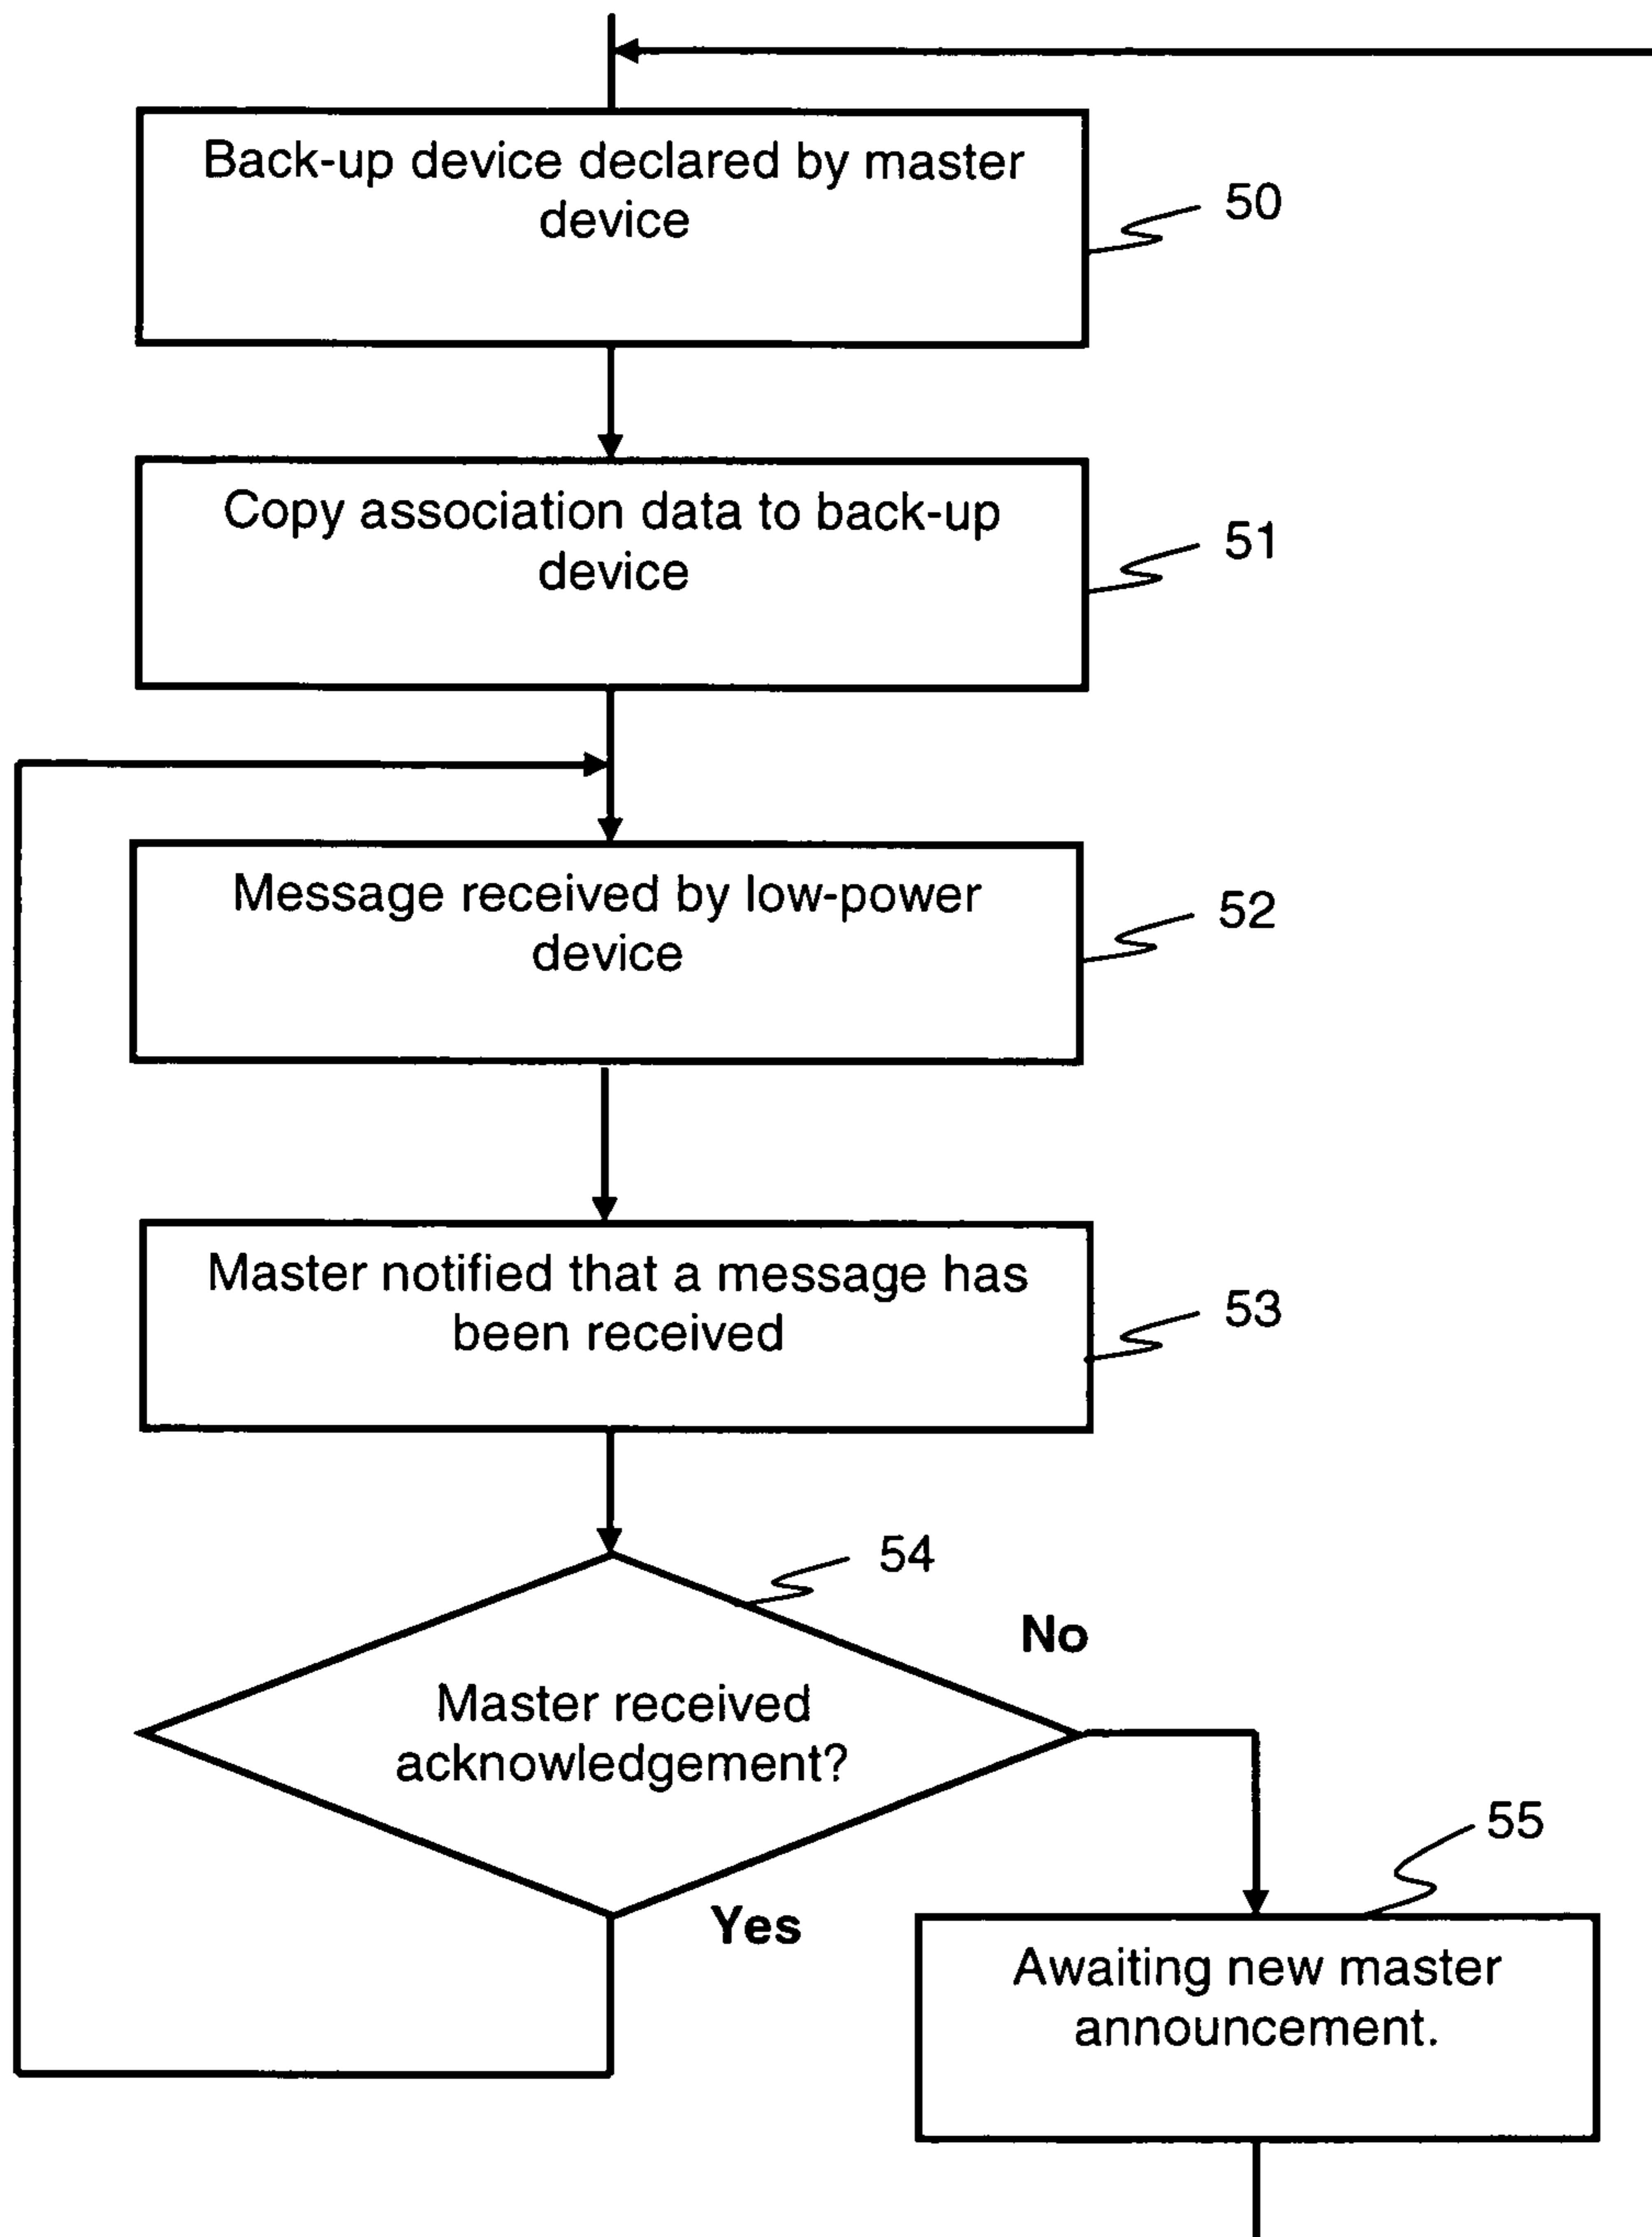 Back-up device declared by master
device
50
Copy association data to back-up
device
51
Message received by low-power
device
52
Master notified that a message has
been received
53
54
No
Master received
acknowledgement?
Yes
55
Awaiting new master
announcement.